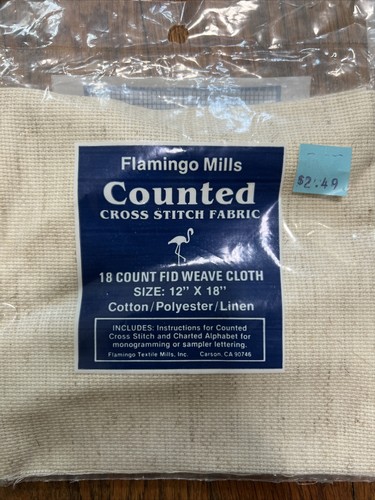 Flamingo Mills
$2.49
Counted
CROSS STITCH FABRIC
18 COUNT FID WEAVE CLOTH
SIZE: 12" X 18"
Cotton/Polyester/Linen
INCLUDES: Instructions for Counted
Cross Stitch and Charted Alphabet for
monogramming or sampler lettering.
Flamingo Textile Mills, Inc. Carson, CA 90746